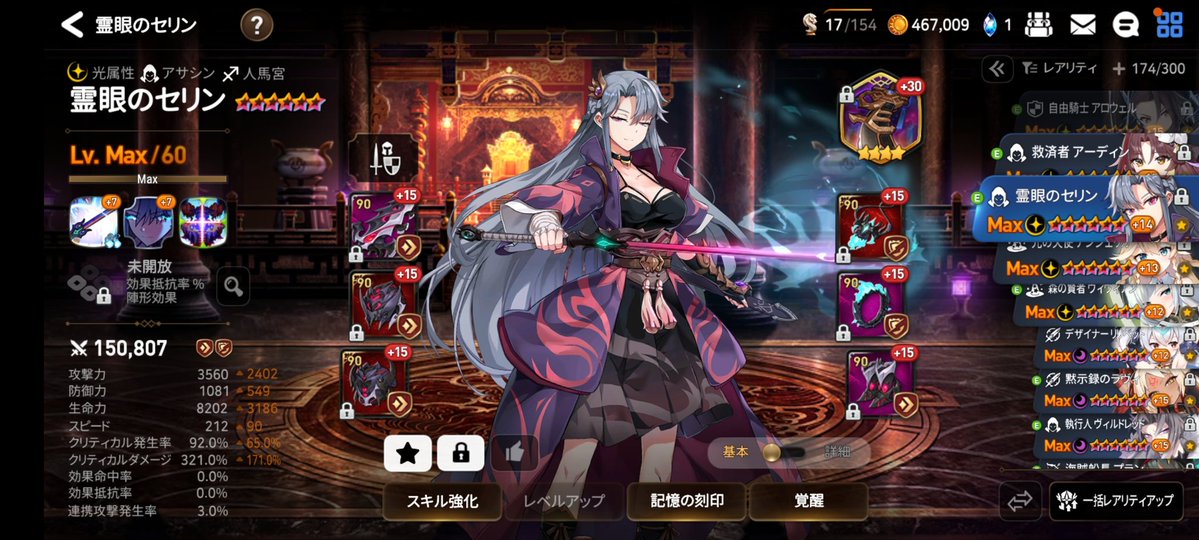 霊眼のセリン
?
17/154
467,009
1
光属性 アサシン 人馬宮
霊眼のセリン
Lv. Max/60
Max
+7
+7
未開放
効果抵抗率 %
陣形効果
150,807
攻撃力 3560 2402
防御力 1081 549
生命力 8202 3186
スピード 212 90
クリティカル発生率 92.0% 65.0%
クリティカルダメージ 321.0% 171.0%
効果命中率 0.0%
効果抵抗率 0.0%
連携攻撃発生率 3.0%
90 +15
90 +15
90 +15
+30
90 +15
90 +15
90 +15
基本 詳細
スキル強化 レベルアップ 記憶の刻印 覚醒
レアリティ + 174/300
自由騎士 アロウェル
E 救済者 アーディン
E 霊眼のセリン
Max +14
Max +13
E
Max +12
デザイナー
Max +12
E 黙示録のラヴィ
Max +15
E 執行人 ヴィルドレッド
Max +15
一括レアリティアップ